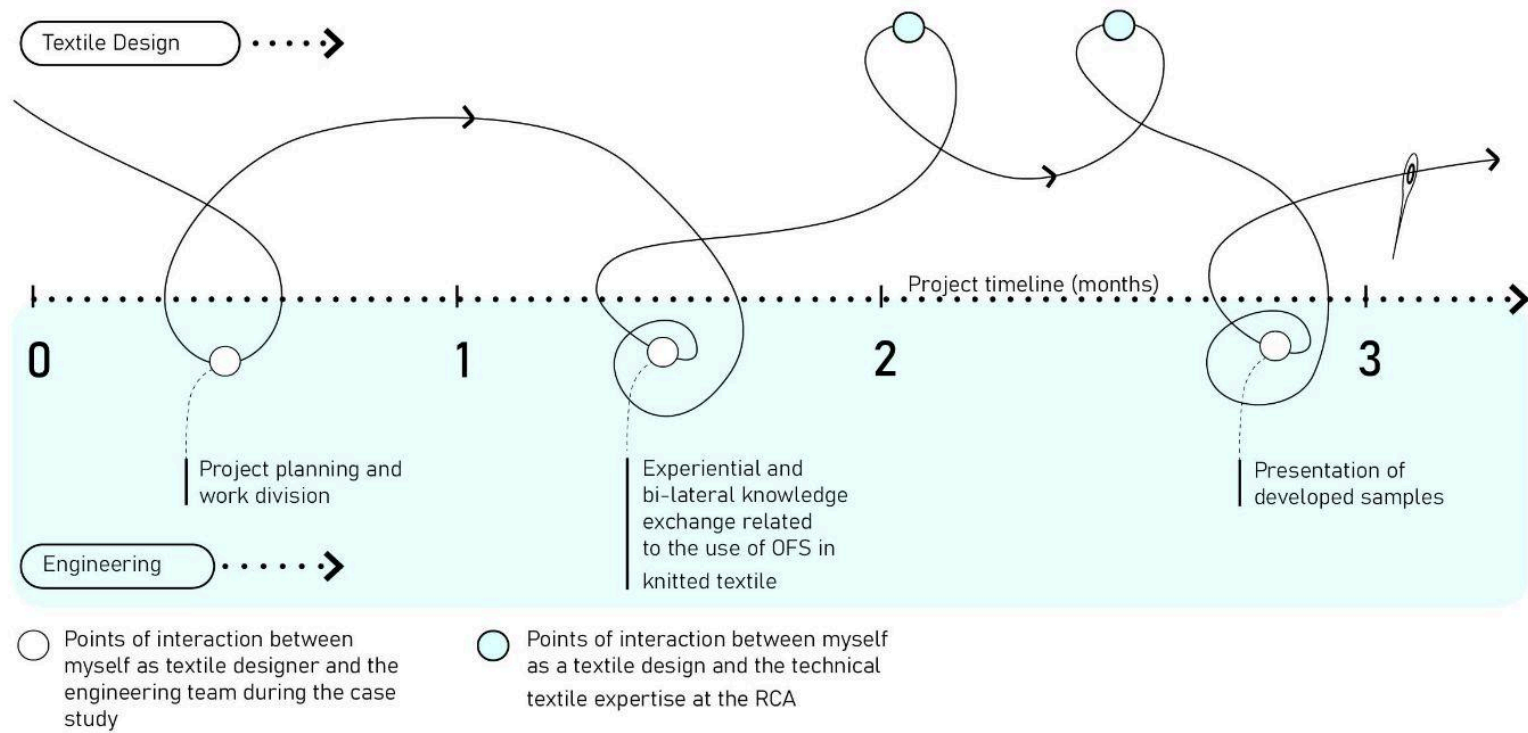 Textile Design
Project timeline (months)
0
1
2
3
Project planning and
work division
Experiential and
bi-lateral knowledge
exchange related
to the use of OFS in
knitted textile
Presentation of
developed samples
Engineering
Points of interaction between
myself as textile designer and the
engineering team during the case
study
Points of interaction between myself
as a textile design and the technical
textile expertise at the RCA